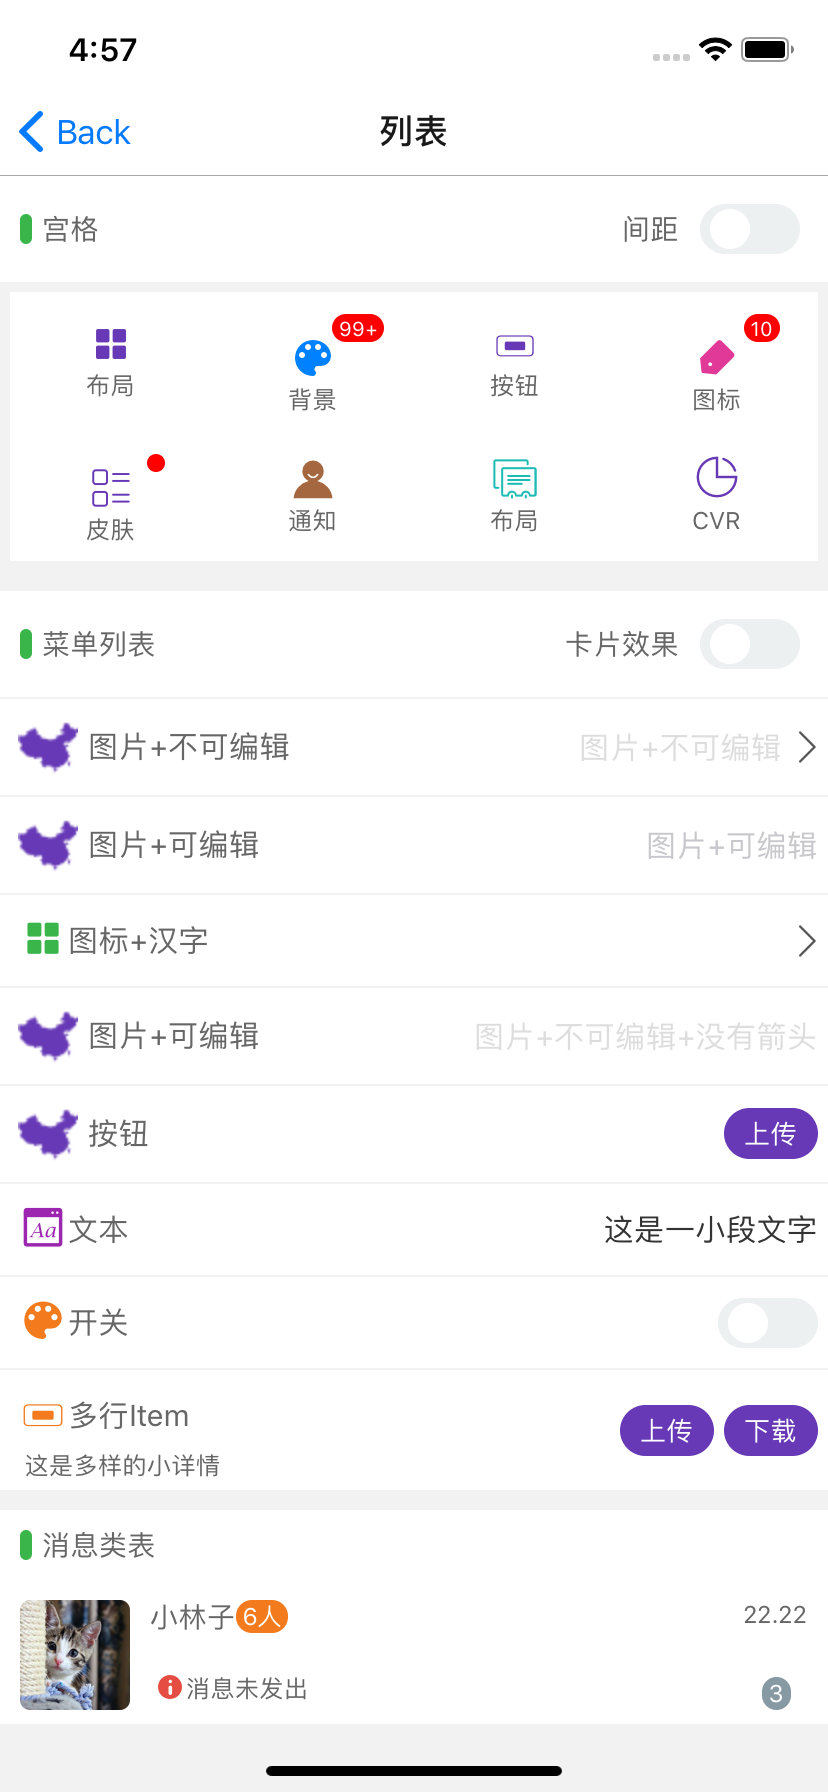 4:57
Back
列表
宫格 间距
99+ 10
布局 背景 按钮 图标
皮肤 通知 布局 CVR
菜单列表 卡片效果
图片+不可编辑 图片+不可编辑
图片+可编辑 图片+可编辑
图标+汉字
图片+可编辑 图片+不可编辑+没有箭头
按钮 上传
Aa 文本 这是一小段文字
开关
多行Item 上传 下载
这是多样的小详情
消息类表
小林子 6人 22.22
消息未发出 3